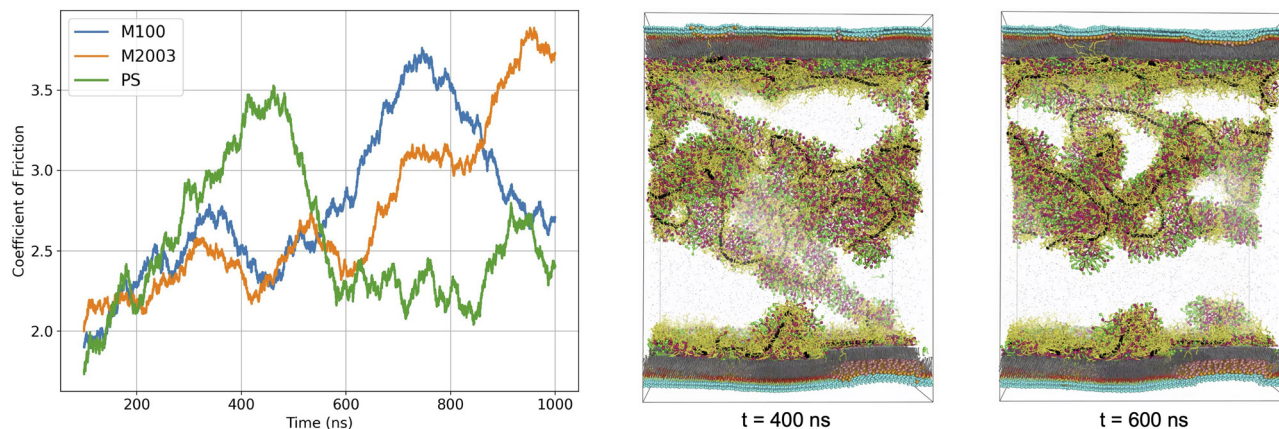 M100
M2003
PS
Coefficient of Friction
3.5
3.0
2.5
2.0
200
400
600
800
1000
Time (ns)
t = 400 ns
t = 600 ns